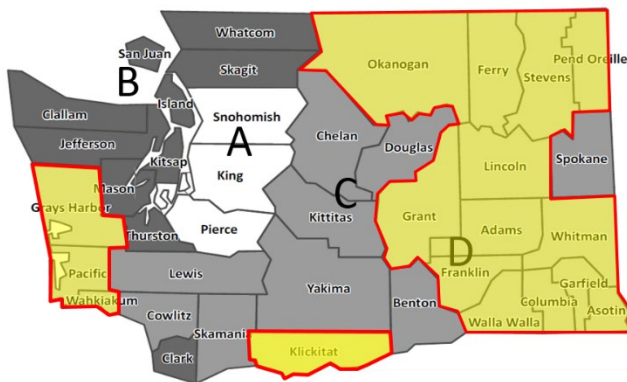 Whatcom
San Juan
B
Skagit
Island
Clallam
Jefferson
Snohomish
A
Kitsap
King
Mason
Grays Harbor
Thurston
Pierce
Pacific
Wahkiakum
Lewis
Cowlitz
Skamania
Clark
Okanogan
Ferry
Stevens
Pend Oreille
Chelan
Douglas
C
Kittitas
Yakima
Klickitat
Benton
Lincoln
Spokane
Grant
Adams
D
Whitman
Franklin
Garfield
Columbia
Asotin
Walla Walla